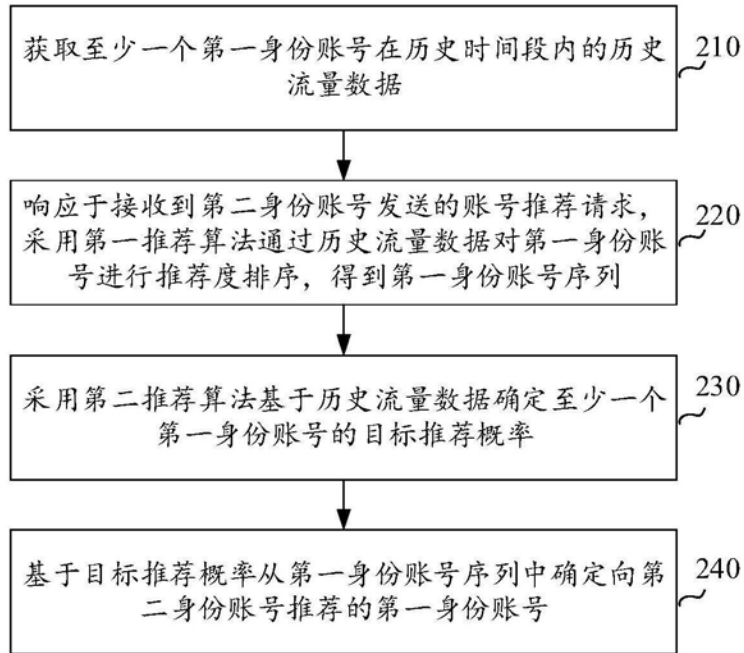 获取至少一个第一身份账号在历史时间段内的历史
流量数据
210
响应于接收到第二身份账号发送的账号推荐请求，
采用第一推荐算法通过历史流量数据对第一身份账
号进行推荐度排序，得到第一身份账号序列
220
采用第二推荐算法基于历史流量数据确定至少一个
第一身份账号的目标推荐概率
230
基于目标推荐概率从第一身份账号序列中确定向第
二身份账号推荐的第一身份账号
240